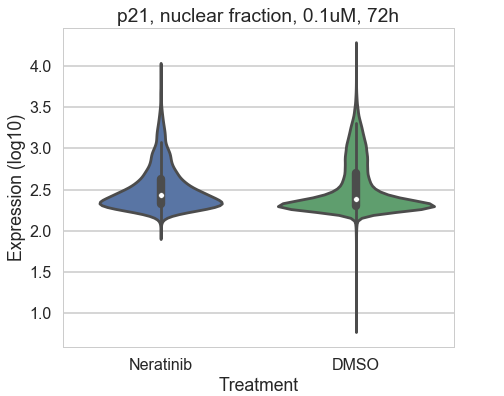 p21, nuclear fraction, 0.1uM, 72h
Expression (log10)
4.0
3.5
3.0
2.5
2.0
1.5
1.0
Neratinib DMSO
Treatment